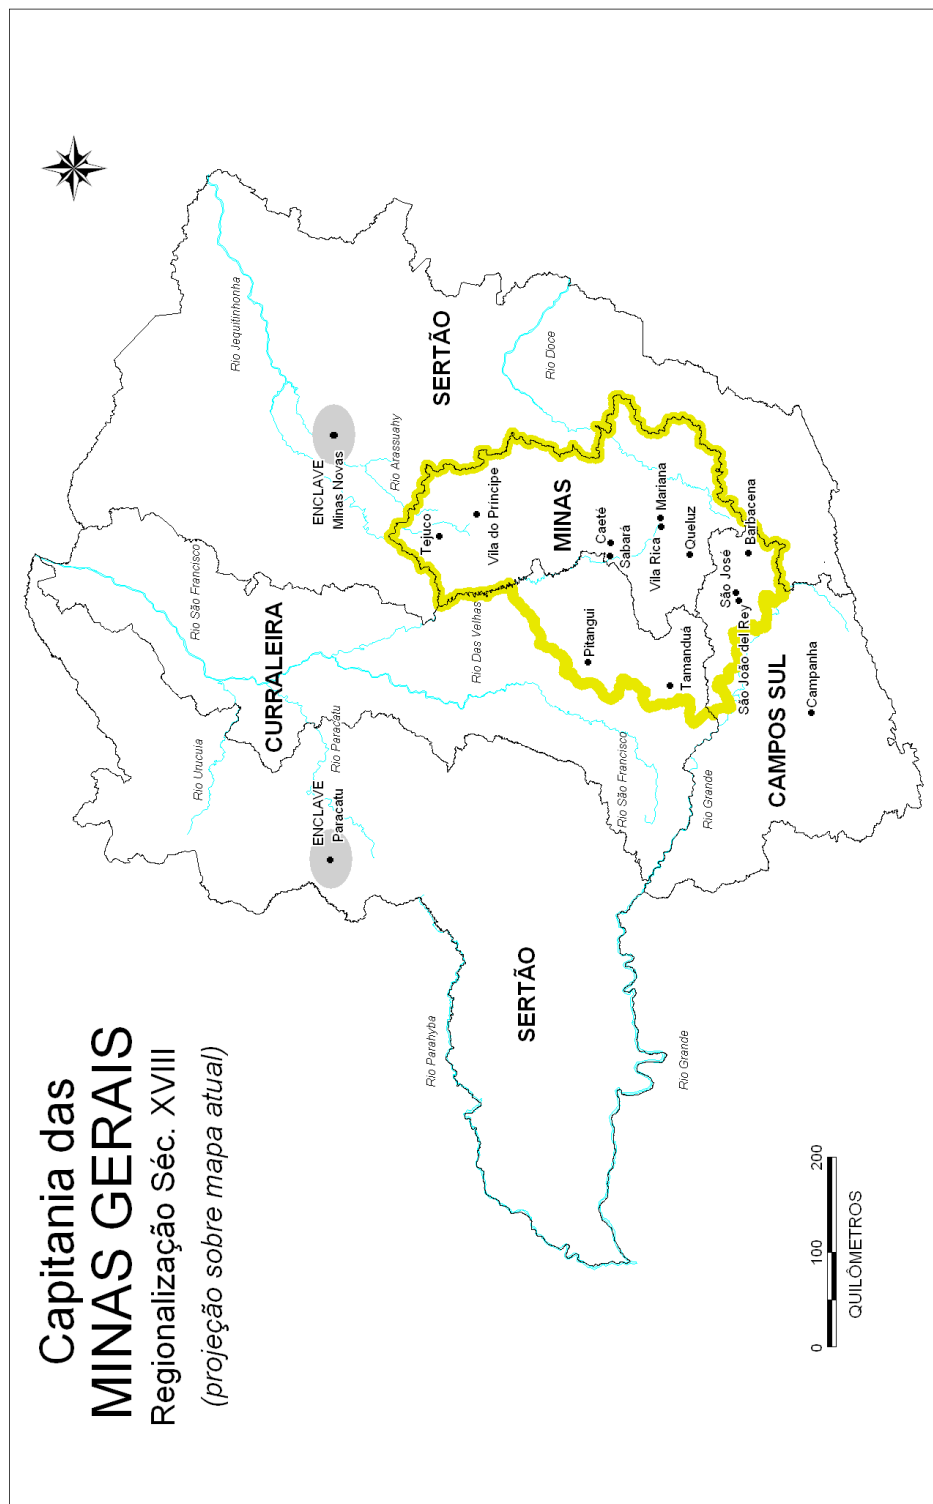 Capitania das
MINAS GERAIS
Regionalização Séc. XVIII
(projeção sobre mapa atual)
Rio Jequitinhonha
Rio São Francisco
Rio Urucuia
CURRALEIRA
ENCLAVE
Minas Novas
ENCLAVE
Paracatu
Rio Paracatu
Rio Arassuahy
SERTÃO
Tejuco
Rio Parahyba
Rio Das Velhas
Vila do Príncipe
SERTÃO
Rio Doce
MINAS
Pitangui
Caeté
Sabará
Rio São Francisco
Vila Rica
Mariana
Tamanduá
Queluz
Rio Grande
Rio Grande
São José
São João del Rey
Barbacena
CAMPOS SUL
Campanha
0 100 200
QUILÔMETROS